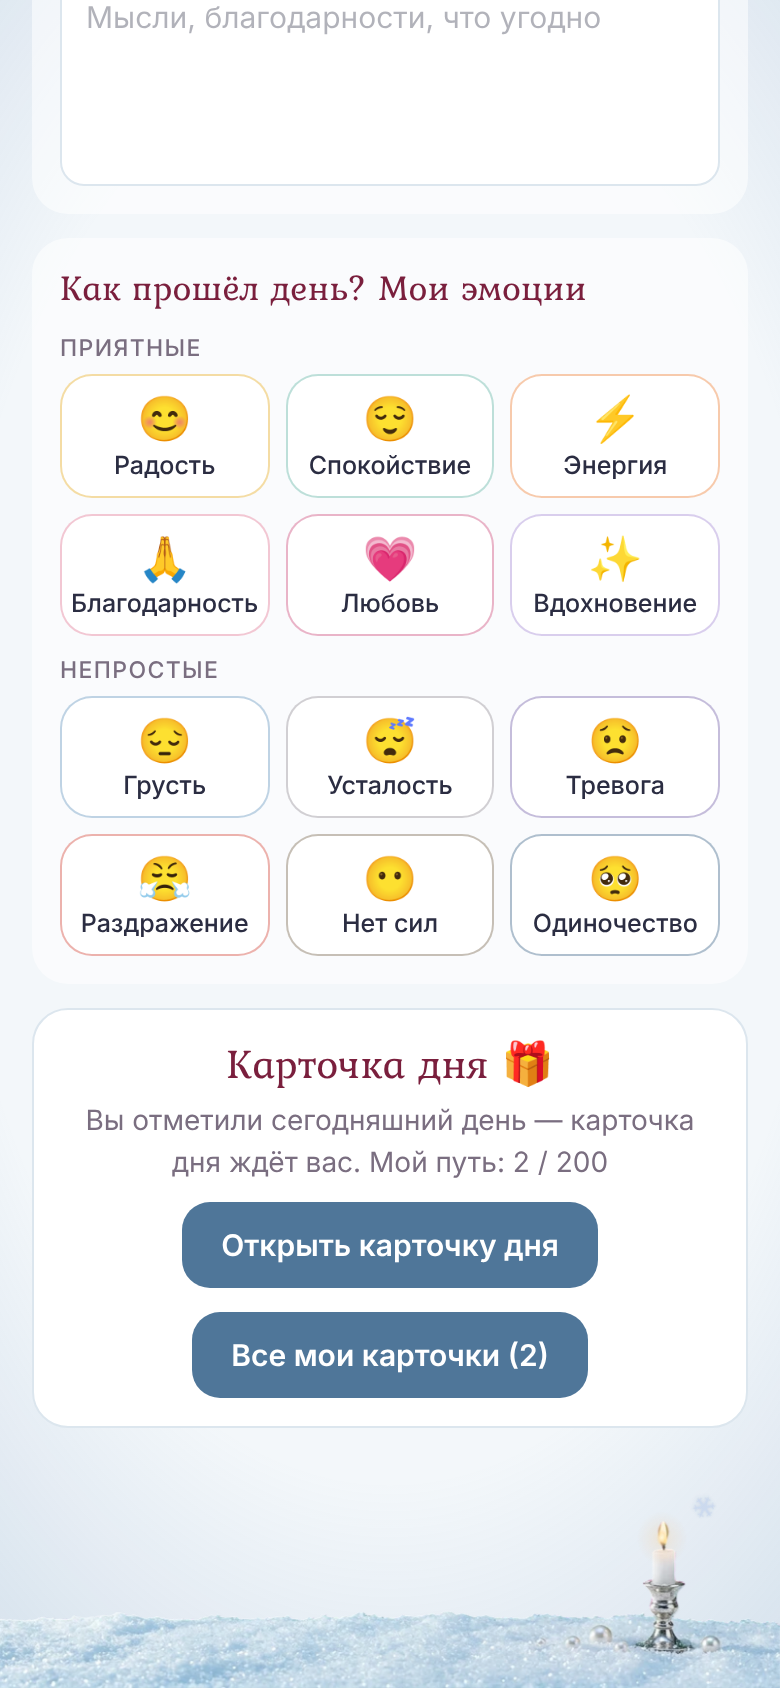 Мысли, благодарности, что угодно
Как прошёл день? Мои эмоции
ПРИЯТНЫЕ
Радость
Спокойствие
Энергия
Благодарность
Любовь
Вдохновение
НЕПРОСТЫЕ
Грусть
Усталость
Тревога
Раздражение
Нет сил
Одиночество
Карточка дня
Вы отметили сегодняшний день — карточка
дня ждёт вас. Мой путь: 2 / 200
Открыть карточку дня
Все мои карточки (2)